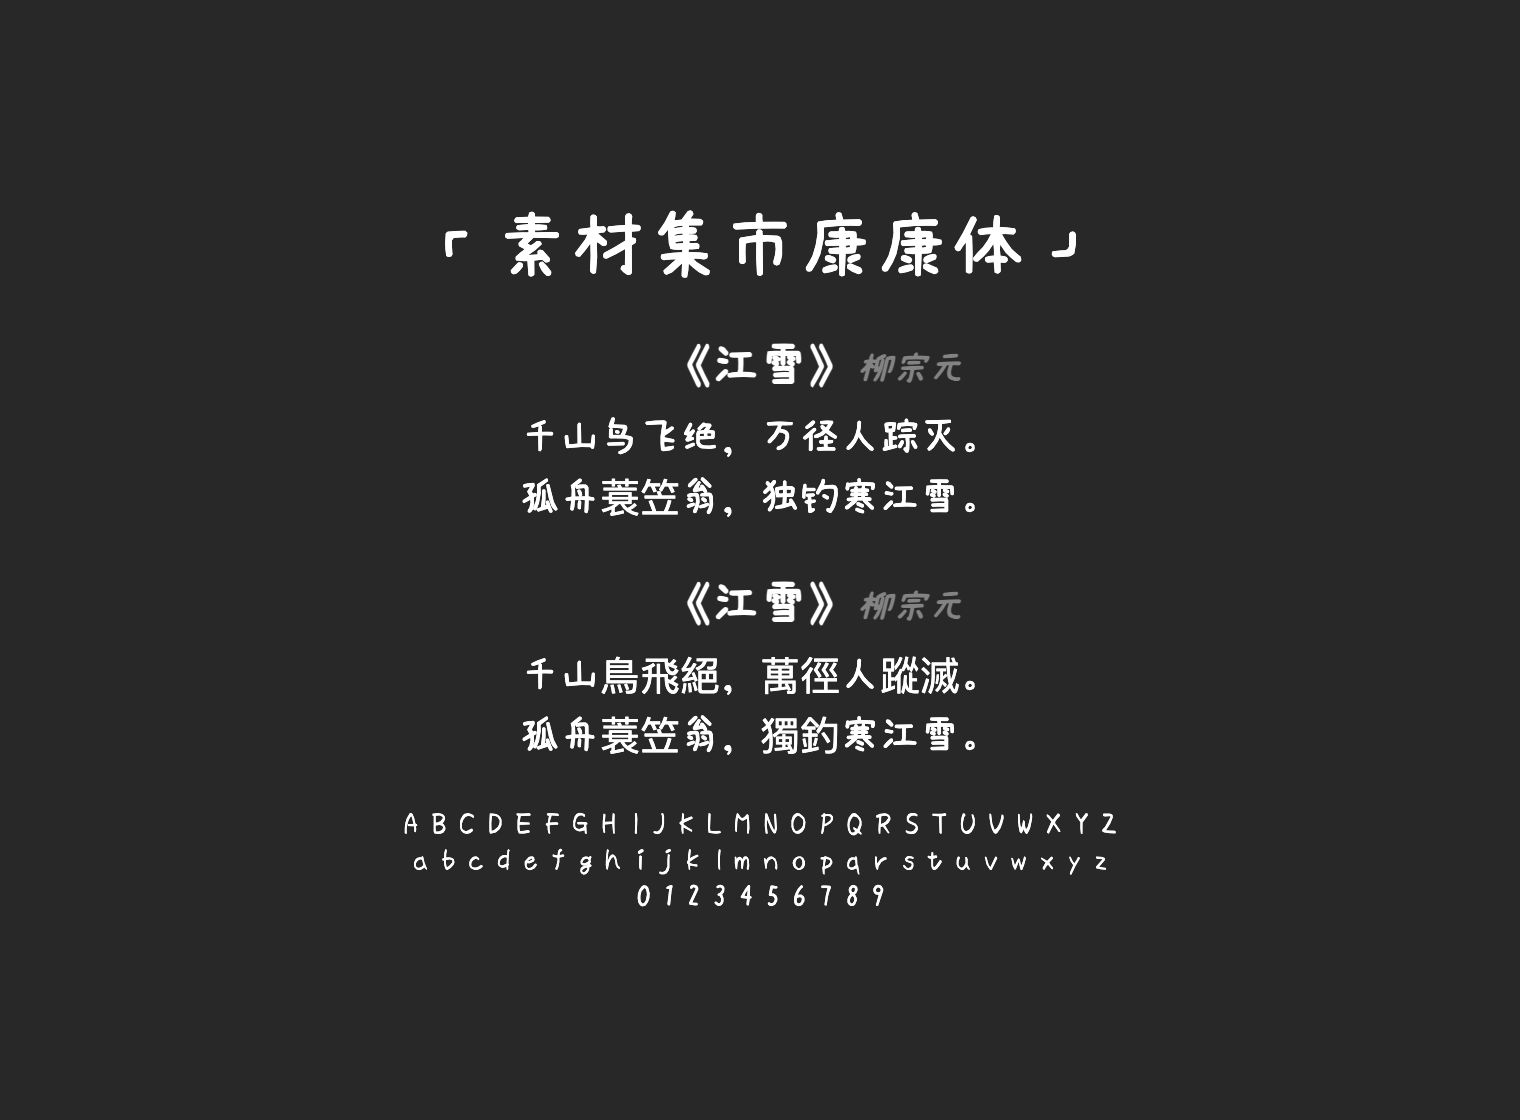 「素材集市康康体」
《江雪》 柳宗元
千山鸟飞绝，万径人踪灭。
孤舟蓑笠翁，独钓寒江雪。
《江雪》 柳宗元
千山鳥飛絕，萬徑人蹤滅。
孤舟蓑笠翁，獨釣寒江雪。
A B C D E F G H I J K L M N O P Q R S T U V W X Y Z
a b c d e f g h i j k l m n o p q r s t u v w x y z
0 1 2 3 4 5 6 7 8 9